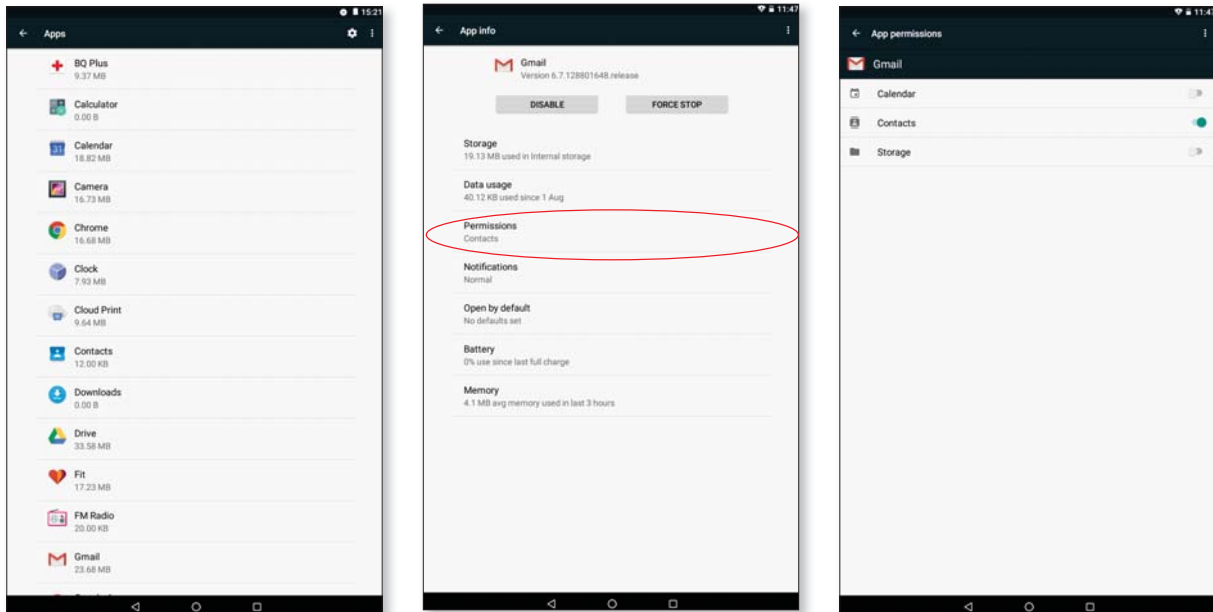 15:21
Apps
BQ Plus
9.37 MB
Calculator
0.00 B
31
Calendar
18.82 MB
Camera
16.73 MB
Chrome
16.68 MB
Clock
7.93 MB
Cloud Print
9.64 MB
Contacts
12.00 KB
Downloads
0.00 B
Drive
33.58 MB
Fit
17.23 MB
FM Radio
20.00 KB
Gmail
23.68 MB
11:47
App info
Gmail
Version 6.7.128801648.release
DISABLE FORCE STOP
Storage
19.13 MB used in Internal storage
Data usage
40.12 KB used since 1 Aug
Permissions
Contacts
Notifications
Normal
Open by default
No defaults set
Battery
0% use since last full charge
Memory
4.1 MB avg memory used in last 3 hours
App permissions
Gmail
Calendar
Contacts
Storage